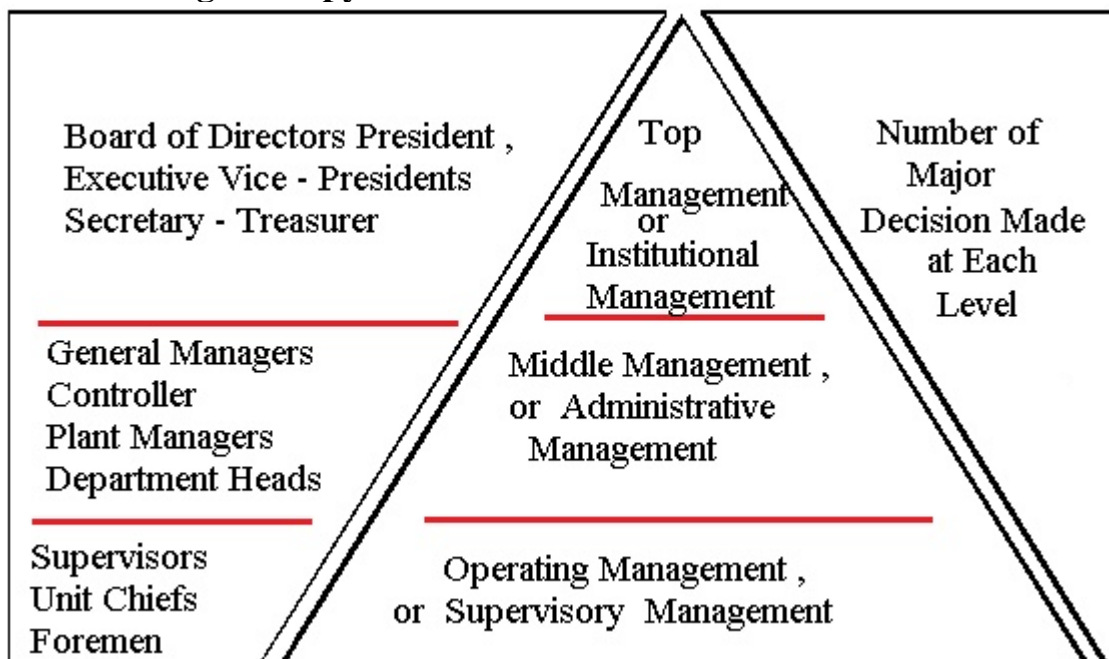 Board of Directors President ,
Executive Vice - Presidents
Secretary - Treasurer
General Managers
Controller
Plant Managers
Department Heads
Supervisors
Unit Chiefs
Foremen
Top
Management
or
Institutional
Management
Middle Management ,
or Administrative
Management
Operating Management ,
or Supervisory Management
Number of
Major
Decision Made
at Each
Level